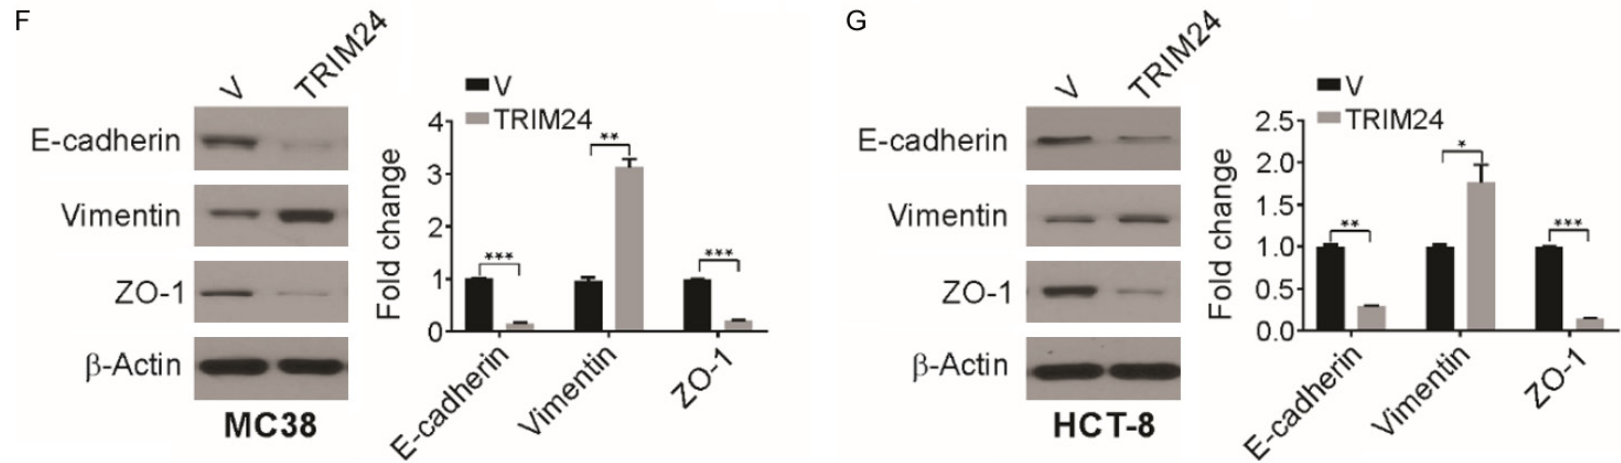 F
V TRIM24
E-cadherin
Vimentin
ZO-1
β-Actin
MC38
V
TRIM24
Fold change
4
3
2
1
0
***
**
***
E-cadherin
Vimentin
ZO-1
G
V TRIM24
E-cadherin
Vimentin
ZO-1
β-Actin
HCT-8
V
TRIM24
Fold change
2.5
2.0
1.5
1.0
0.5
0.0
**
*
***
E-cadherin
Vimentin
ZO-1